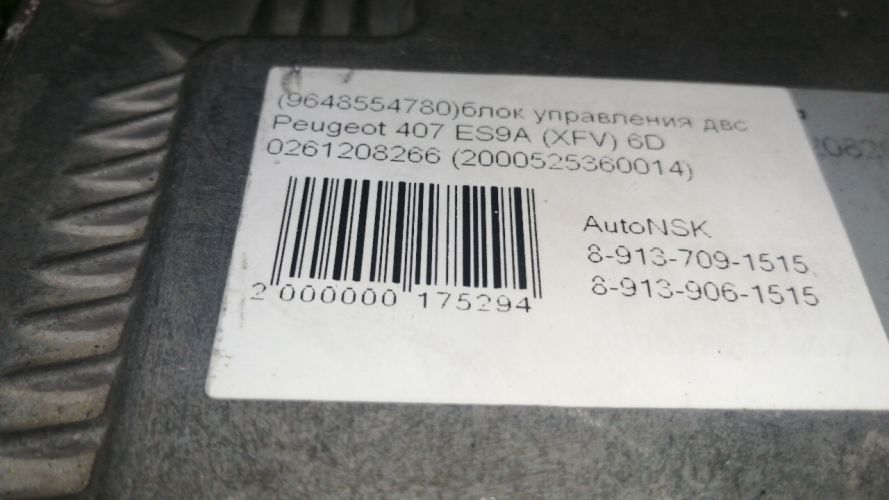 (9648554780)блок управления двс
Peugeot 407 ES9A (XFV) 6D
0261208266 (2000525360014)
AutoNSK
8-913-709-1515,
8-913-906-1515
2 000000 175294